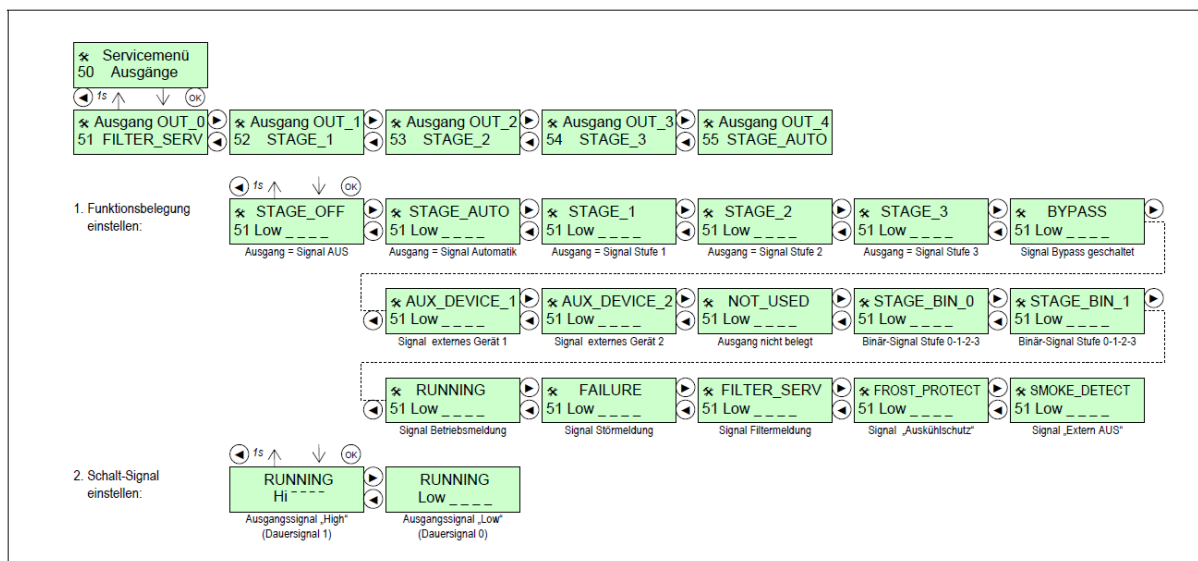 Servicemenü
50 Ausgänge
1s OK
Ausgang OUT_0 Ausgang OUT_1 Ausgang OUT_2 Ausgang OUT_3 Ausgang OUT_4
51 FILTER_SERV 52 STAGE_1 53 STAGE_2 54 STAGE_3 55 STAGE_AUTO
1s OK
1. Funktionsbelegung
einstellen:
STAGE_OFF STAGE_AUTO STAGE_1 STAGE_2 STAGE_3 BYPASS
51 Low _ _ _ _ 51 Low _ _ _ _ 51 Low _ _ _ _ 51 Low _ _ _ _ 51 Low _ _ _ _ 51 Low _ _ _ _
Ausgang = Signal AUS Ausgang = Signal Automatik Ausgang = Signal Stufe 1 Ausgang = Signal Stufe 2 Ausgang = Signal Stufe 3 Signal Bypass geschaltet
AUX_DEVICE_1 AUX_DEVICE_2 NOT_USED STAGE_BIN_0 STAGE_BIN_1
51 Low _ _ _ _ 51 Low _ _ _ _ 51 Low _ _ _ _ 51 Low _ _ _ _ 51 Low _ _ _ _
Signal externes Gerät 1 Signal externes Gerät 2 Ausgang nicht belegt Binär-Signal Stufe 0-1-2-3 Binär-Signal Stufe 0-1-2-3
RUNNING FAILURE FILTER_SERV FROST_PROTECT SMOKE_DETECT
51 Low _ _ _ _ 51 Low _ _ _ _ 51 Low _ _ _ _ 51 Low _ _ _ _ 51 Low _ _ _ _
Signal Betriebsmeldung Signal Störmeldung Signal Filtermeldung Signal „Auskühlschutz" Signal „Extern AUS"
1s OK
2. Schalt-Signal
einstellen:
RUNNING RUNNING
Hi ¯ ¯ ¯ ¯ Low _ _ _ _
Ausgangssignal „High" Ausgangssignal „Low"
(Dauersignal 1) (Dauersignal 0)